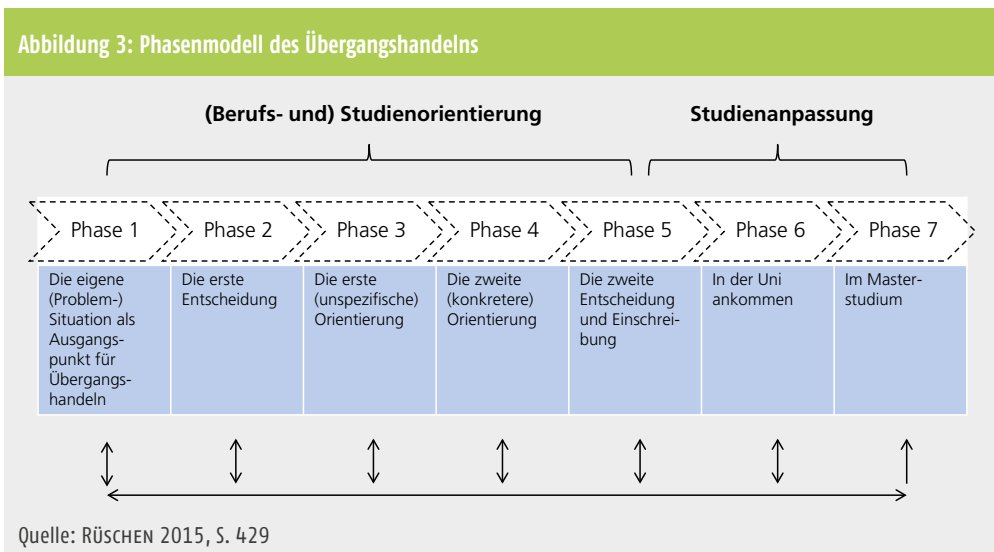 Abbildung 3: Phasenmodell des Übergangshandelns
(Berufs- und) Studienorientierung
Studienanpassung
Phase 1
Phase 2
Phase 3
Phase 4
Phase 5
Phase 6
Phase 7
Die eigene
(Problem-)
Situation als
Ausgangs-
punkt für
Übergangs-
handeln
Die erste
Entscheidung
Die erste
(unspezifische)
Orientierung
Die zweite
(konkretere)
Orientierung
Die zweite
Entscheidung
und Einschrei-
bung
In der Uni
ankommen
Im Master-
studium
Quelle: RÜSCHEN 2015, S. 429